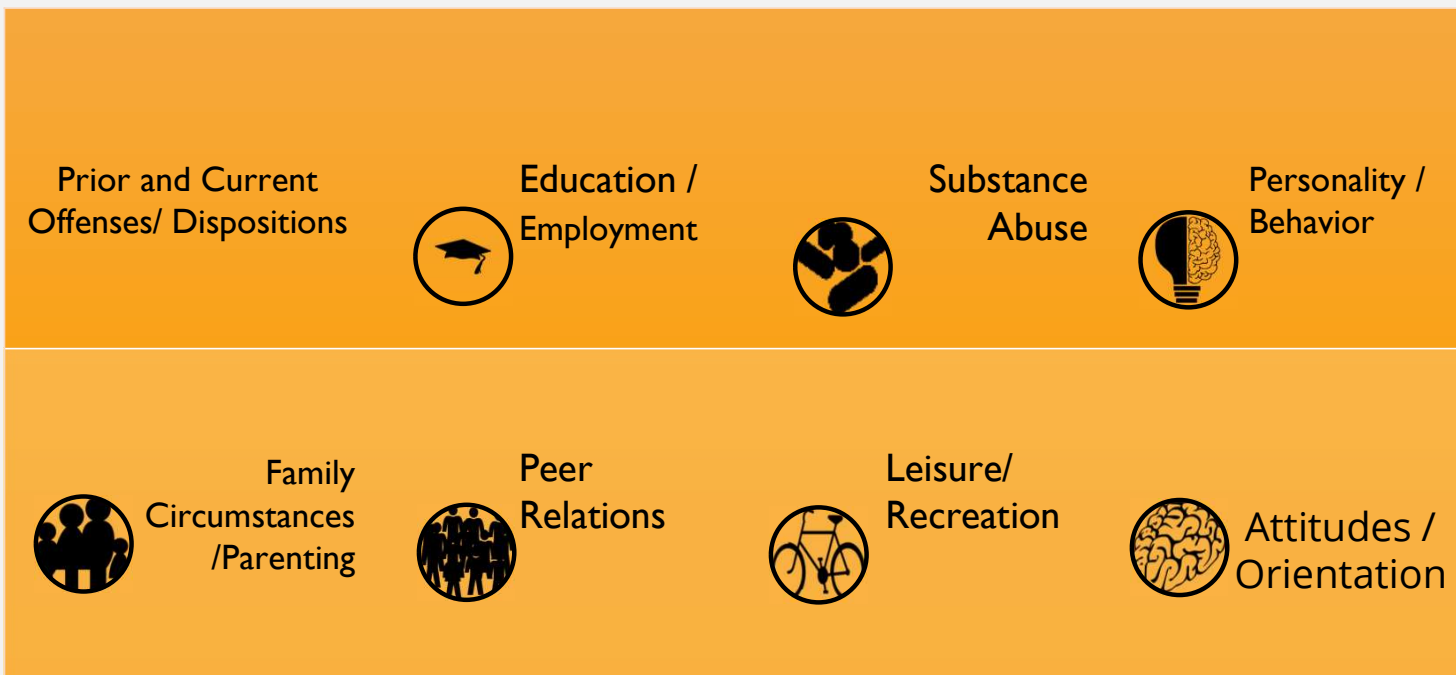 Prior and Current
Offenses/ Dispositions
Education /
Employment
Substance
Abuse
Personality /
Behavior
Family
Circumstances
/Parenting
Peer
Relations
Leisure/
Recreation
Attitudes /
Orientation